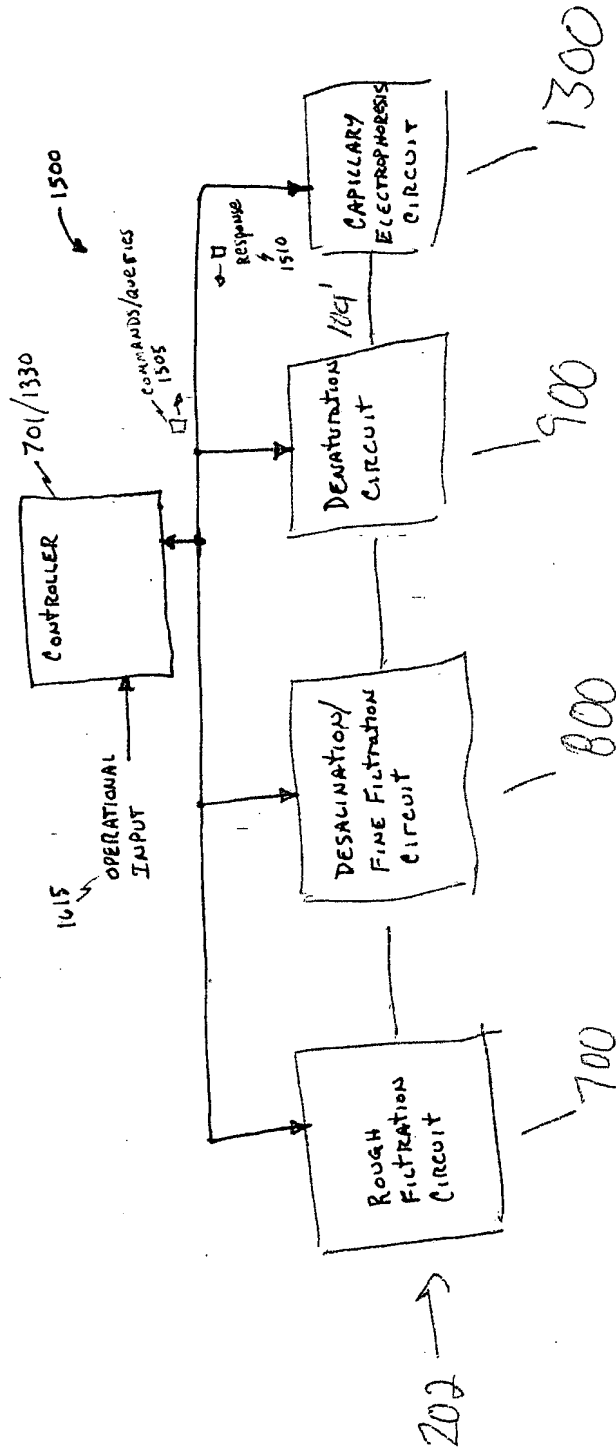 1500
701/1330
CONTROLLER
COMMANDS/QUERIES
1505
1615
OPERATIONAL
INPUT
RESPONSE
1510
ROUGH
FILTRATION
CIRCUIT
DESALINATION/
FINE FILTRATION
CIRCUIT
DENATURATION
CIRCUIT
CAPILLARY
ELECTROPHORESIS
CIRCUIT
202
700
800
900
1300